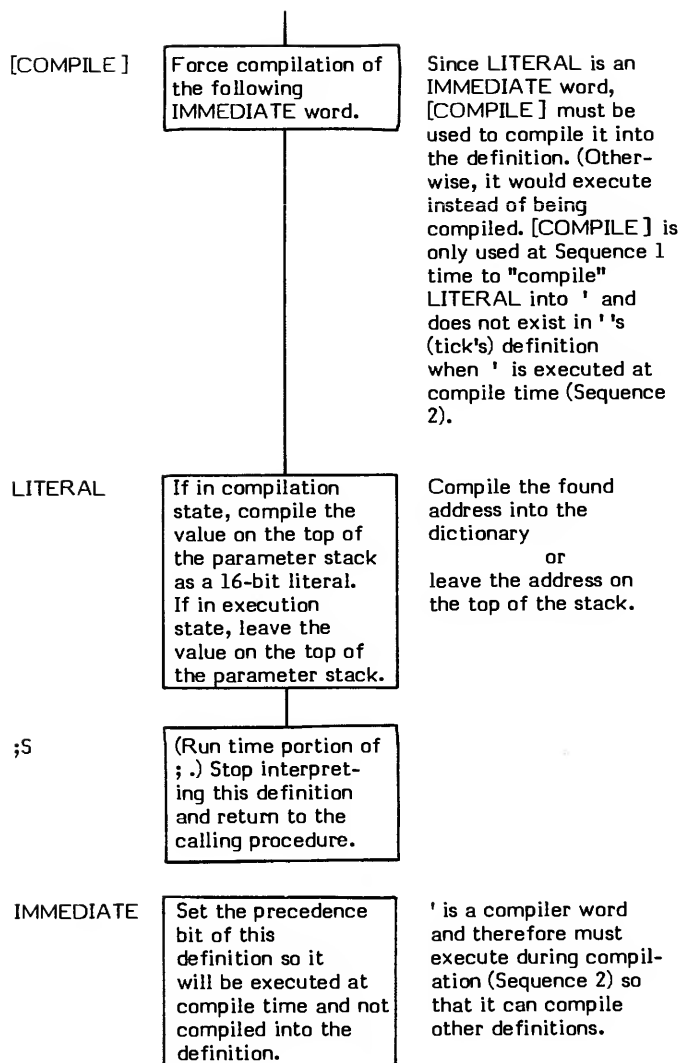 [COMPILE]
Force compilation of
the following
IMMEDIATE word.
Since LITERAL is an
IMMEDIATE word,
[COMPILE] must be
used to compile it into
the definition. (Other-
wise, it would execute
instead of being
compiled. [COMPILE] is
only used at Sequence 1
time to "compile"
LITERAL into ' and
does not exist in ''s
(tick's) definition
when ' is executed at
compile time (Sequence
2).
LITERAL
If in compilation
state, compile the
value on the top of
the parameter stack
as a 16-bit literal.
If in execution
state, leave the
value on the top of
the parameter stack.
Compile the found
address into the
dictionary
or
leave the address on
the top of the stack.
;S
(Run time portion of
; .) Stop interpret-
ing this definition
and return to the
calling procedure.
IMMEDIATE
Set the precedence
bit of this
definition so it
will be executed at
compile time and not
compiled into the
definition.
' is a compiler word
and therefore must
execute during compil-
ation (Sequence 2) so
that it can compile
other definitions.